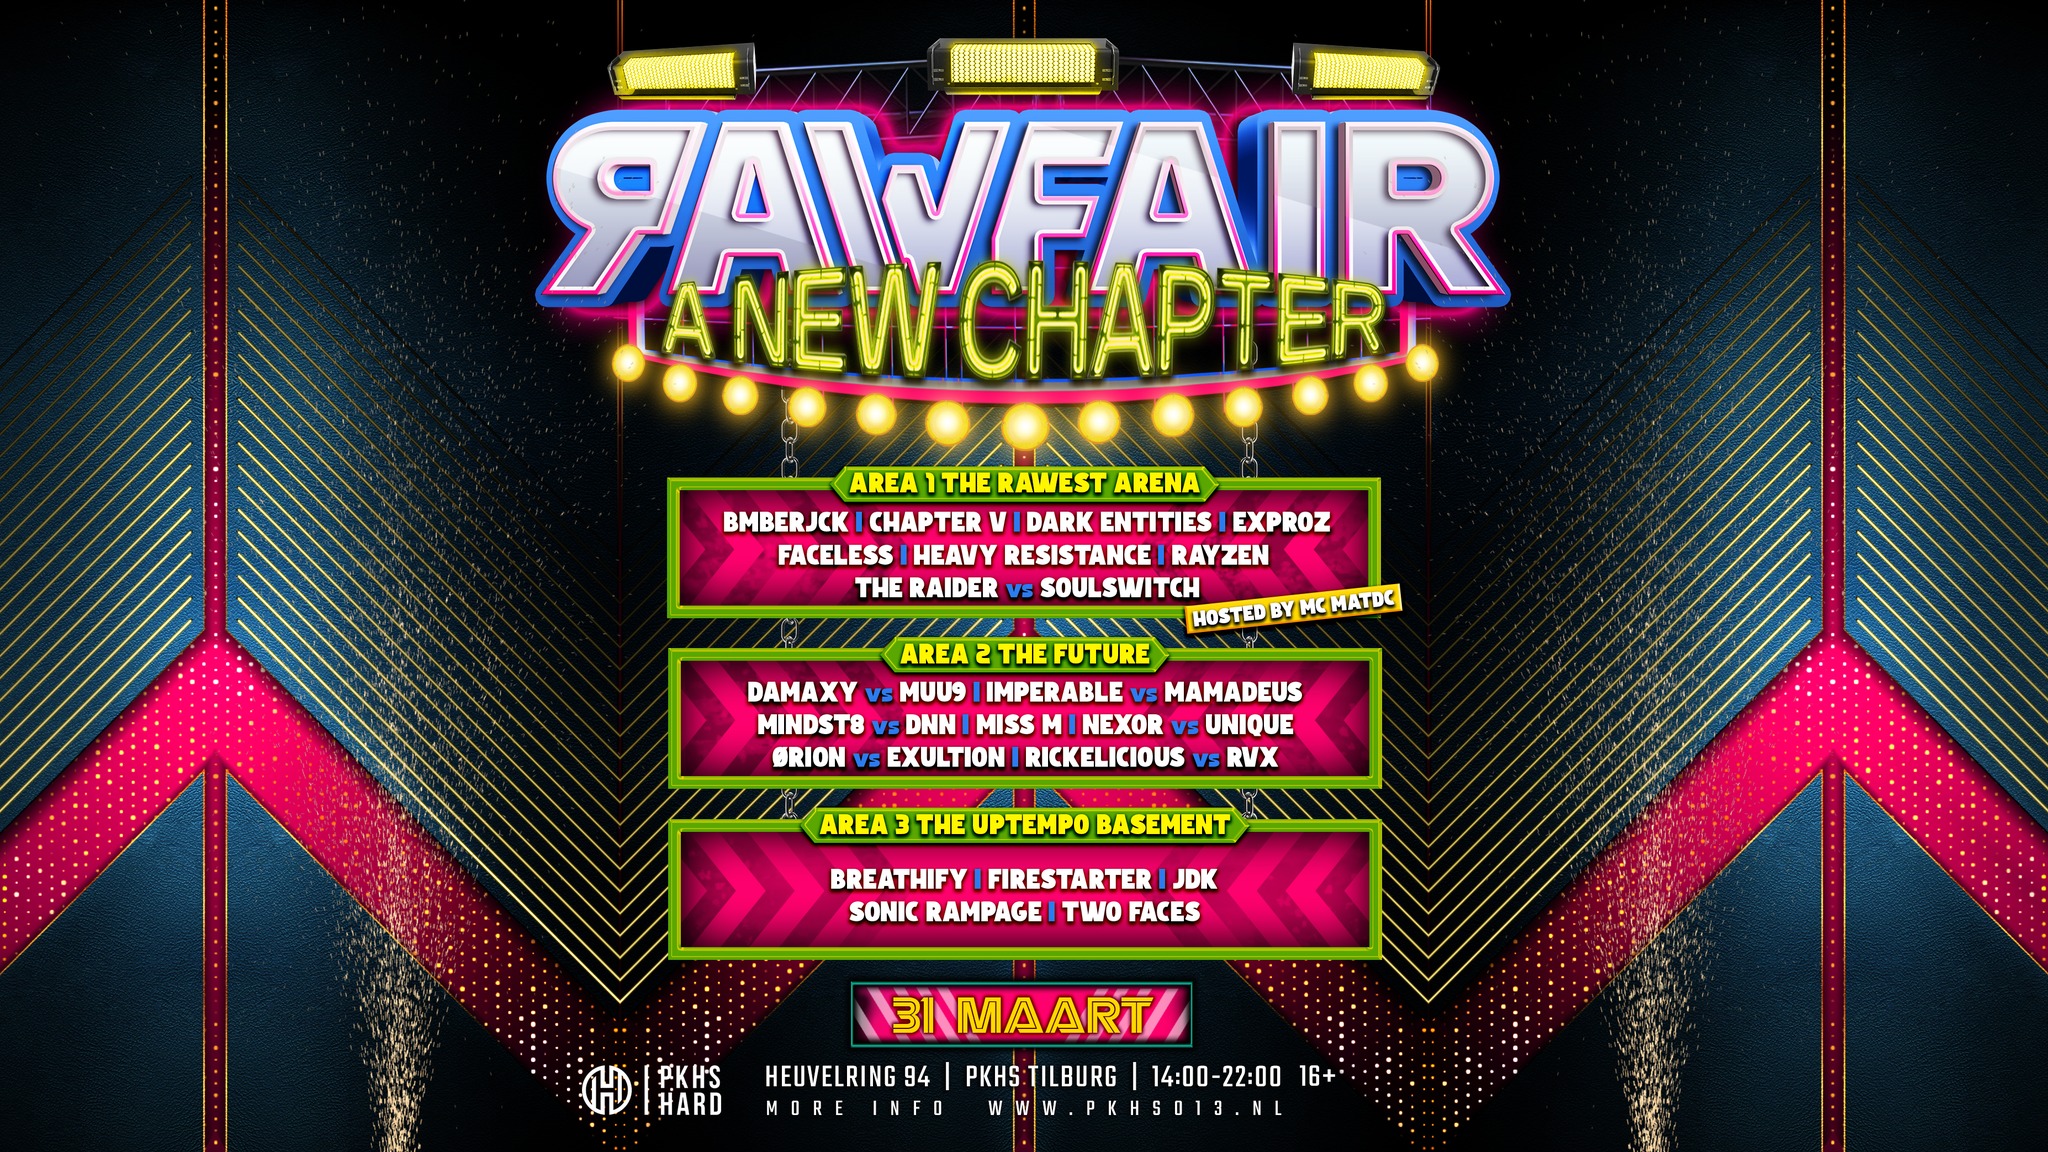 RAWFAIR
A NEW CHAPTER
AREA 1 THE RAWEST ARENA
BMBERJCK | CHAPTER V | DARK ENTITIES | EXPROZ
FACELESS | HEAVY RESISTANCE | RAYZEN
THE RAIDER vs SOULSWITCH
HOSTED BY MC MATDC
AREA 2 THE FUTURE
DAMAXY vs MUU9 | IMPERABLE vs MAMADEUS
MINDST8 vs DNN | MISS M | NEXOR vs UNIQUE
ØRION vs EXULTION | RICKELICIOUS vs RVX
AREA 3 THE UPTEMPO BASEMENT
BREATHIFY | FIRESTARTER | JDK
SONIC RAMPAGE | TWO FACES
31 MAART
PKHS
HARD
HEUVELRING 94 | PKHS TILBURG | 14:00-22:00 16+
MORE INFO WWW.PKHS013.NL